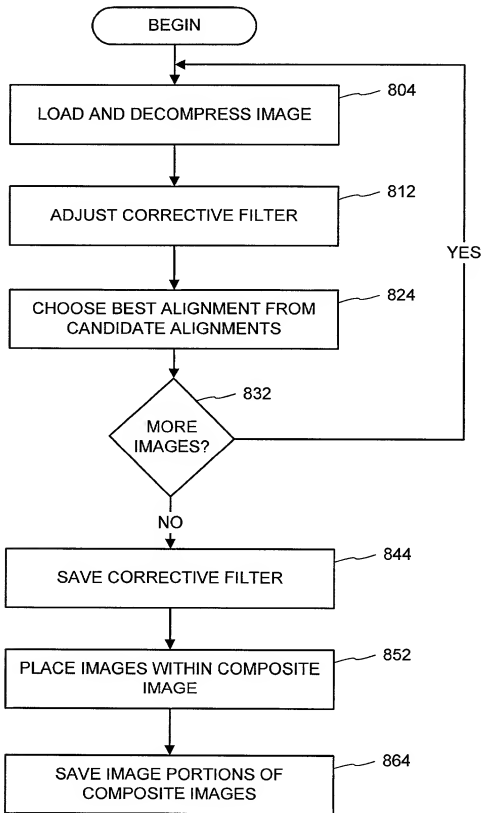 BEGIN
LOAD AND DECOMPRESS IMAGE
804
ADJUST CORRECTIVE FILTER
812
CHOOSE BEST ALIGNMENT FROM
CANDIDATE ALIGNMENTS
824
YES
MORE
IMAGES?
832
NO
SAVE CORRECTIVE FILTER
844
PLACE IMAGES WITHIN COMPOSITE
IMAGE
852
SAVE IMAGE PORTIONS OF
COMPOSITE IMAGES
864